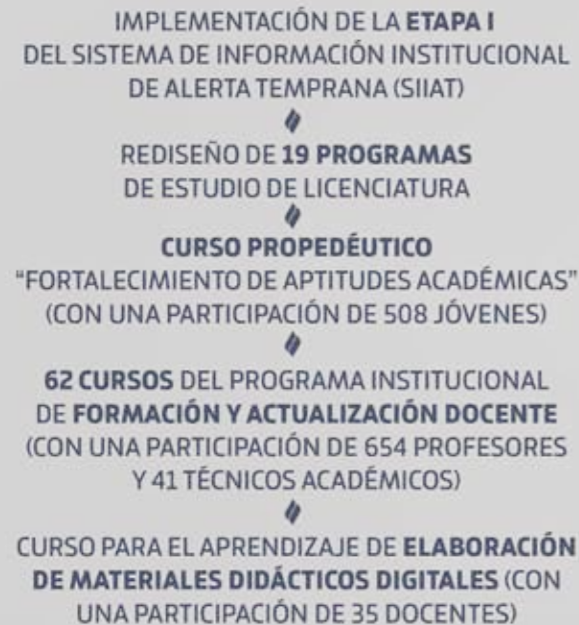 IMPLEMENTACIÓN DE LA ETAPA I
DEL SISTEMA DE INFORMACIÓN INSTITUCIONAL
DE ALERTA TEMPRANA (SIIAT)
REDISEÑO DE 19 PROGRAMAS
DE ESTUDIO DE LICENCIATURA
CURSO PROPEDÉUTICO
“FORTALECIMIENTO DE APTITUDES ACADÉMICAS”
(CON UNA PARTICIPACIÓN DE 508 JÓVENES)
62 CURSOS DEL PROGRAMA INSTITUCIONAL
DE FORMACIÓN Y ACTUALIZACIÓN DOCENTE
(CON UNA PARTICIPACIÓN DE 654 PROFESORES
Y 41 TÉCNICOS ACADÉMICOS)
CURSO PARA EL APRENDIZAJE DE ELABORACIÓN
DE MATERIALES DIDÁCTICOS DIGITALES (CON
UNA PARTICIPACIÓN DE 35 DOCENTES)